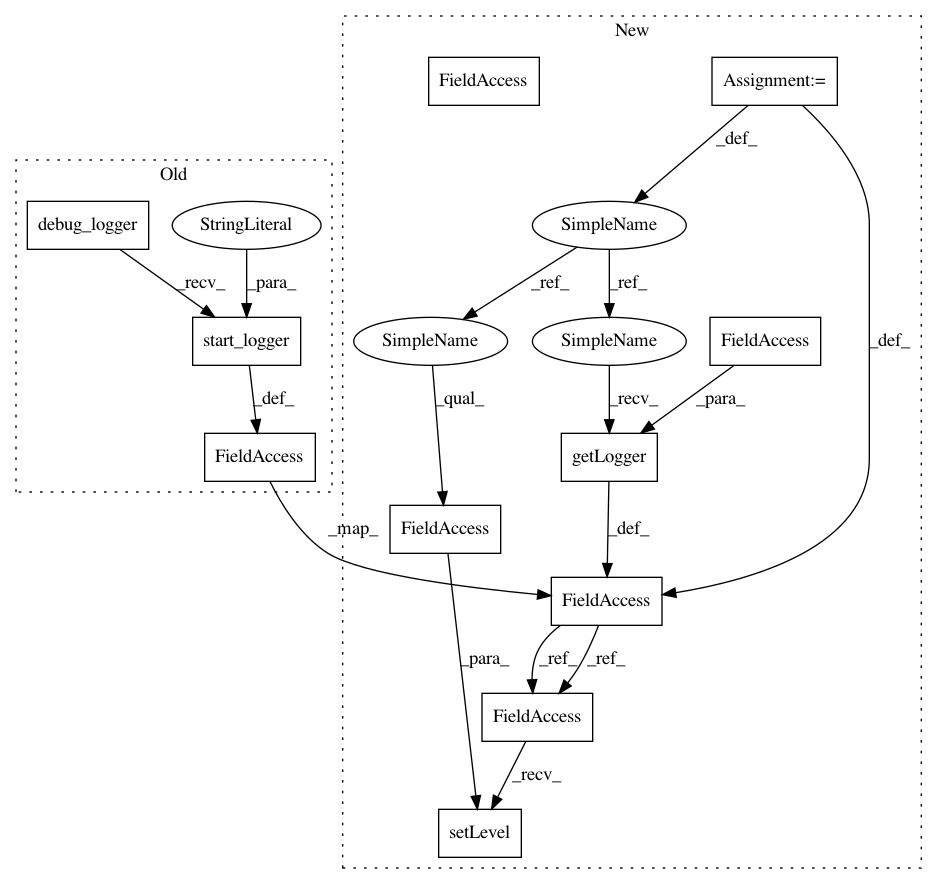 New
FieldAccess
Assignment:=
_def_
Old
debug_logger
StringLiteral
SimpleName
_recv_
_para_
_ref_
_ref_
start_logger
SimpleName
SimpleName
FieldAccess
_def_
_def_
_qual_
_recv_
_para_
FieldAccess
getLogger
_map_
FieldAccess
_def_
FieldAccess
_para_
_ref_
_ref_
FieldAccess
_recv_
setLevel